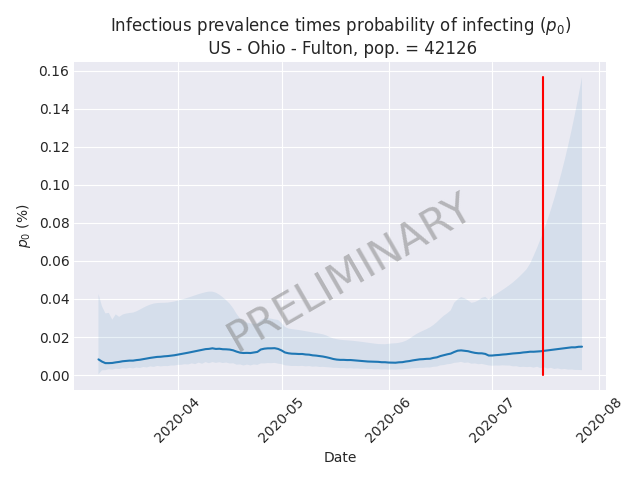 Infectious prevalence times probability of infecting (p₀)
US - Ohio - Fulton, pop. = 42126
0.16
0.14
0.12
0.10
0.08
0.06
0.04
0.02
0.00
p₀ (%)
PRELIMINARY
2020-04
2020-05
2020-06
2020-07
2020-08
Date